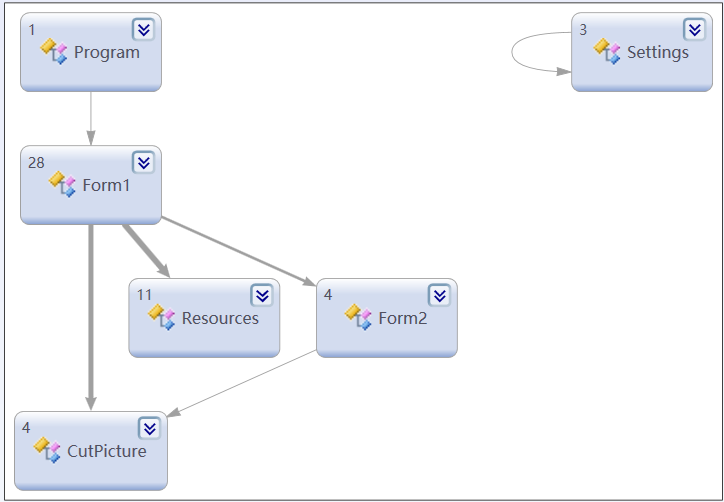 1
Program
3
Settings
28
Form1
11
Resources
4
Form2
4
CutPicture